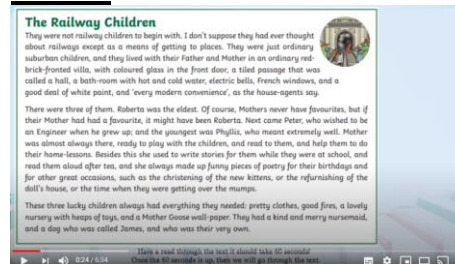 The Railway Children
They were not railway children to begin with. I don't suppose they had ever thought
about railways except as a means of getting to places. They were just ordinary
suburban children, and they lived with their Father and Mother in an ordinary red-
brick-fronted villa, with coloured glass in the front door, a tiled passage that was
called a hall, a bath-room with hot and cold water, electric bells, French windows, and a
good deal of white paint, and 'every modern convenience', as the house-agents say.
There were three of them. Roberta was the eldest. Of course, Mothers never have favourites, but if
their Mother had had a favourite, it might have been Roberta. Next came Peter, who wished to be
an Engineer when he grew up; and the youngest was Phyllis, who meant extremely well. Mother
was almost always there, ready to play with the children, and read to them, and help them to do
their home-lessons. Besides this she used to write stories for them while they were at school, and
read them aloud after tea, and she always made up funny pieces of poetry for their birthdays and
for other great occasions, such as the christening of the new kittens, or the refurnishing of the
doll's house, or the time when they were getting over the mumps.
These three lucky children always had everything they needed: pretty clothes, good fires, a lovely
nursery with heaps of toys, and a Mother Goose wall-paper. They had a kind and merry nursemaid,
and a dog who was called James, and who was their very own.
Have a read through the text it should take 60 seconds!
Once the 60 seconds is up, then we will go through the text.
0:24 / 6:34